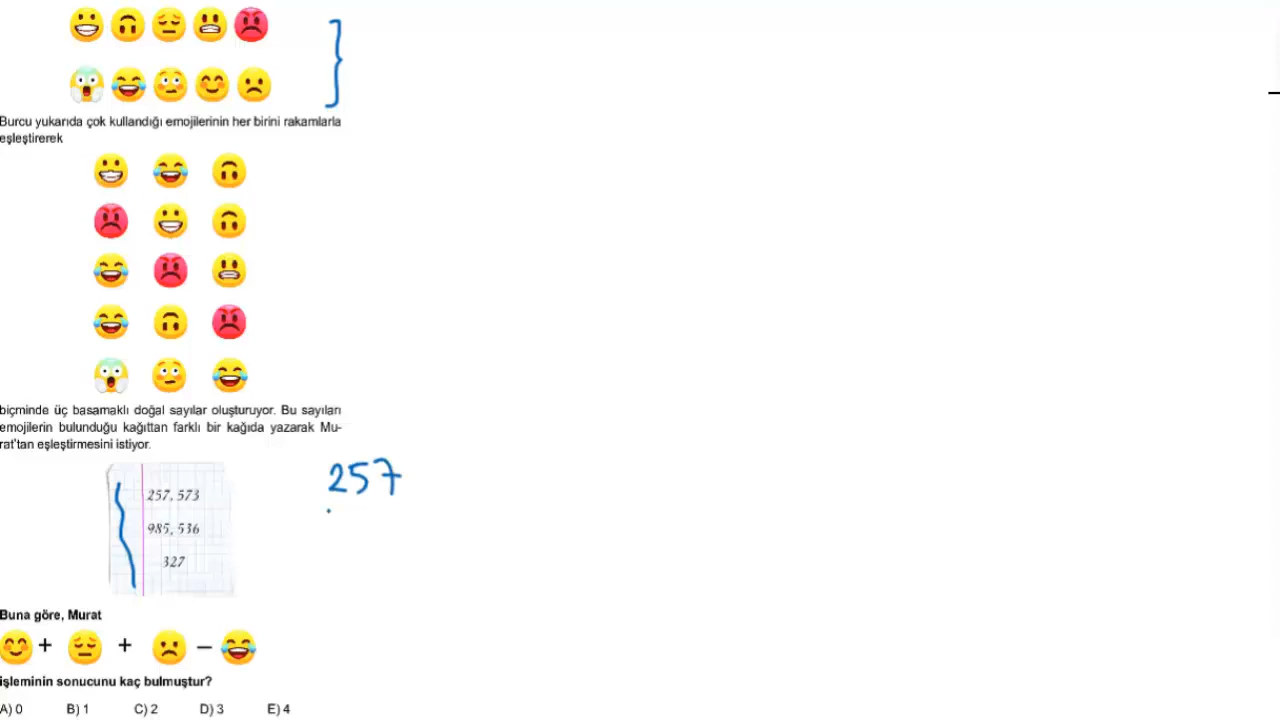 Burcu yukarıda çok kullandığı emojilerinin her birini rakamlarla
eşleştirerek
biçminde üç basamaklı doğal sayılar oluşturuyor. Bu sayıları
emojilerin bulunduğu kağıttan farklı bir kağıda yazarak Mu-
rat'tan eşleştirmesini istiyor.
257, 573
985, 536
327
257
Buna göre, Murat
+ + −
işleminin sonucunu kaç bulmuştur?
A) 0 B) 1 C) 2 D) 3 E) 4